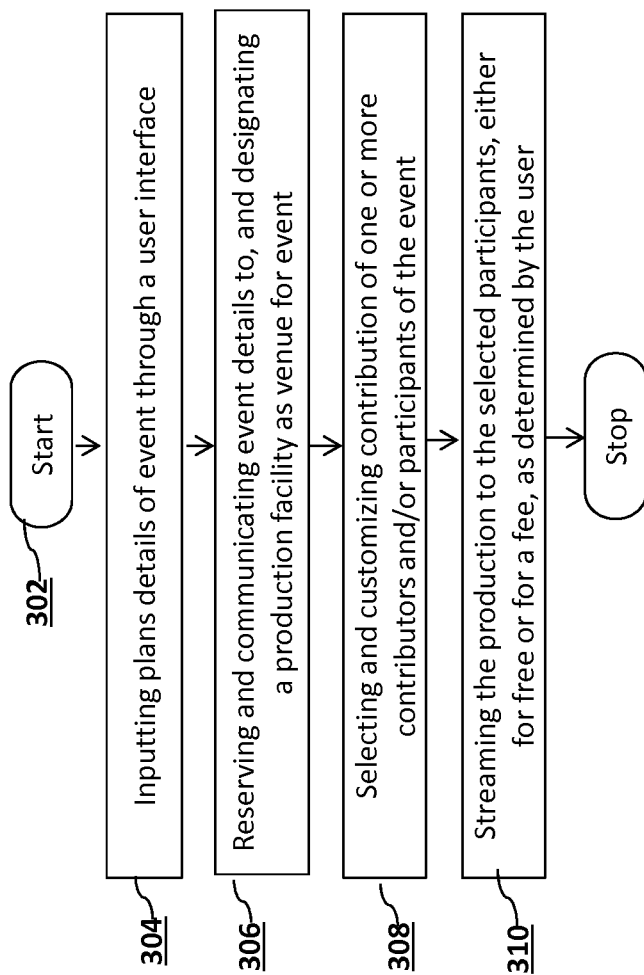 Start
302
Inputting plans details of event through a user interface
304
Reserving and communicating event details to, and designating
a production facility as venue for event
306
Selecting and customizing contribution of one or more
contributors and/or participants of the event
308
Streaming the production to the selected participants, either
for free or for a fee, as determined by the user
310
Stop